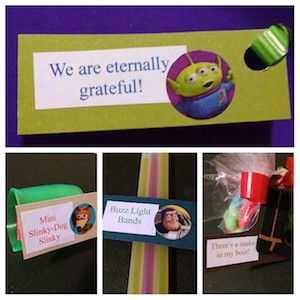 We are eternally
grateful!
Mini
Slinky-Dog
Slinky
Buzz Light
Bands
There's a snake
in my boot!